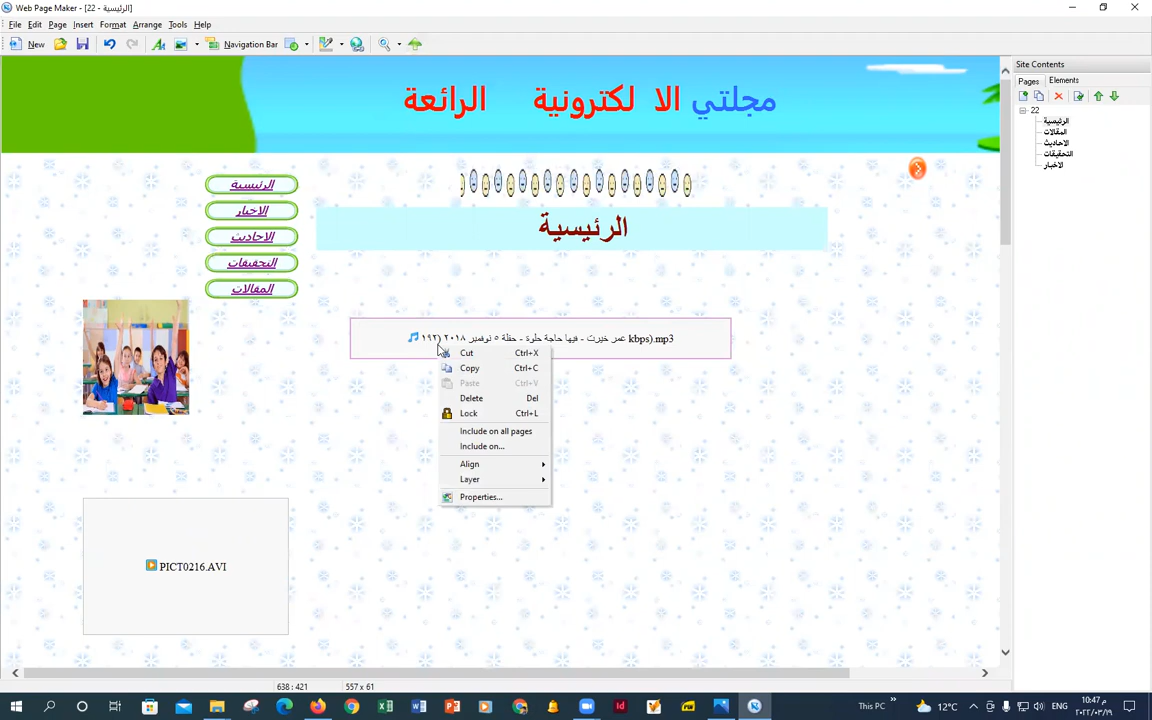 Web Page Maker - [22 - الرئيسية]
File Edit Page Insert Format Arrange Tools Help
New Navigation Bar
مجلتي الا لكترونية الرائعة
الرئيسية
الاخبار
الاحاديث
التحقيقات
المقالات
الرئيسية
عمر خيرت - فيها حاجة حلوة - حفلة ٥ نوفمبر ٢٠١٨ (١٩٢ kbps).mp3
Cut Ctrl+X
Copy Ctrl+C
Paste Ctrl+V
Delete Del
Lock Ctrl+L
Include on all pages
Include on...
Align
Layer
Properties...
PICT0216.AVI
Site Contents
Pages Elements
22
الرئيسية
المقالات
الاحاديث
التحقيقات
الاخبار
638 : 421 557 x 61
This PC » 12°C ENG 10:47 م
٢٠٢٢/٠٣/١٩